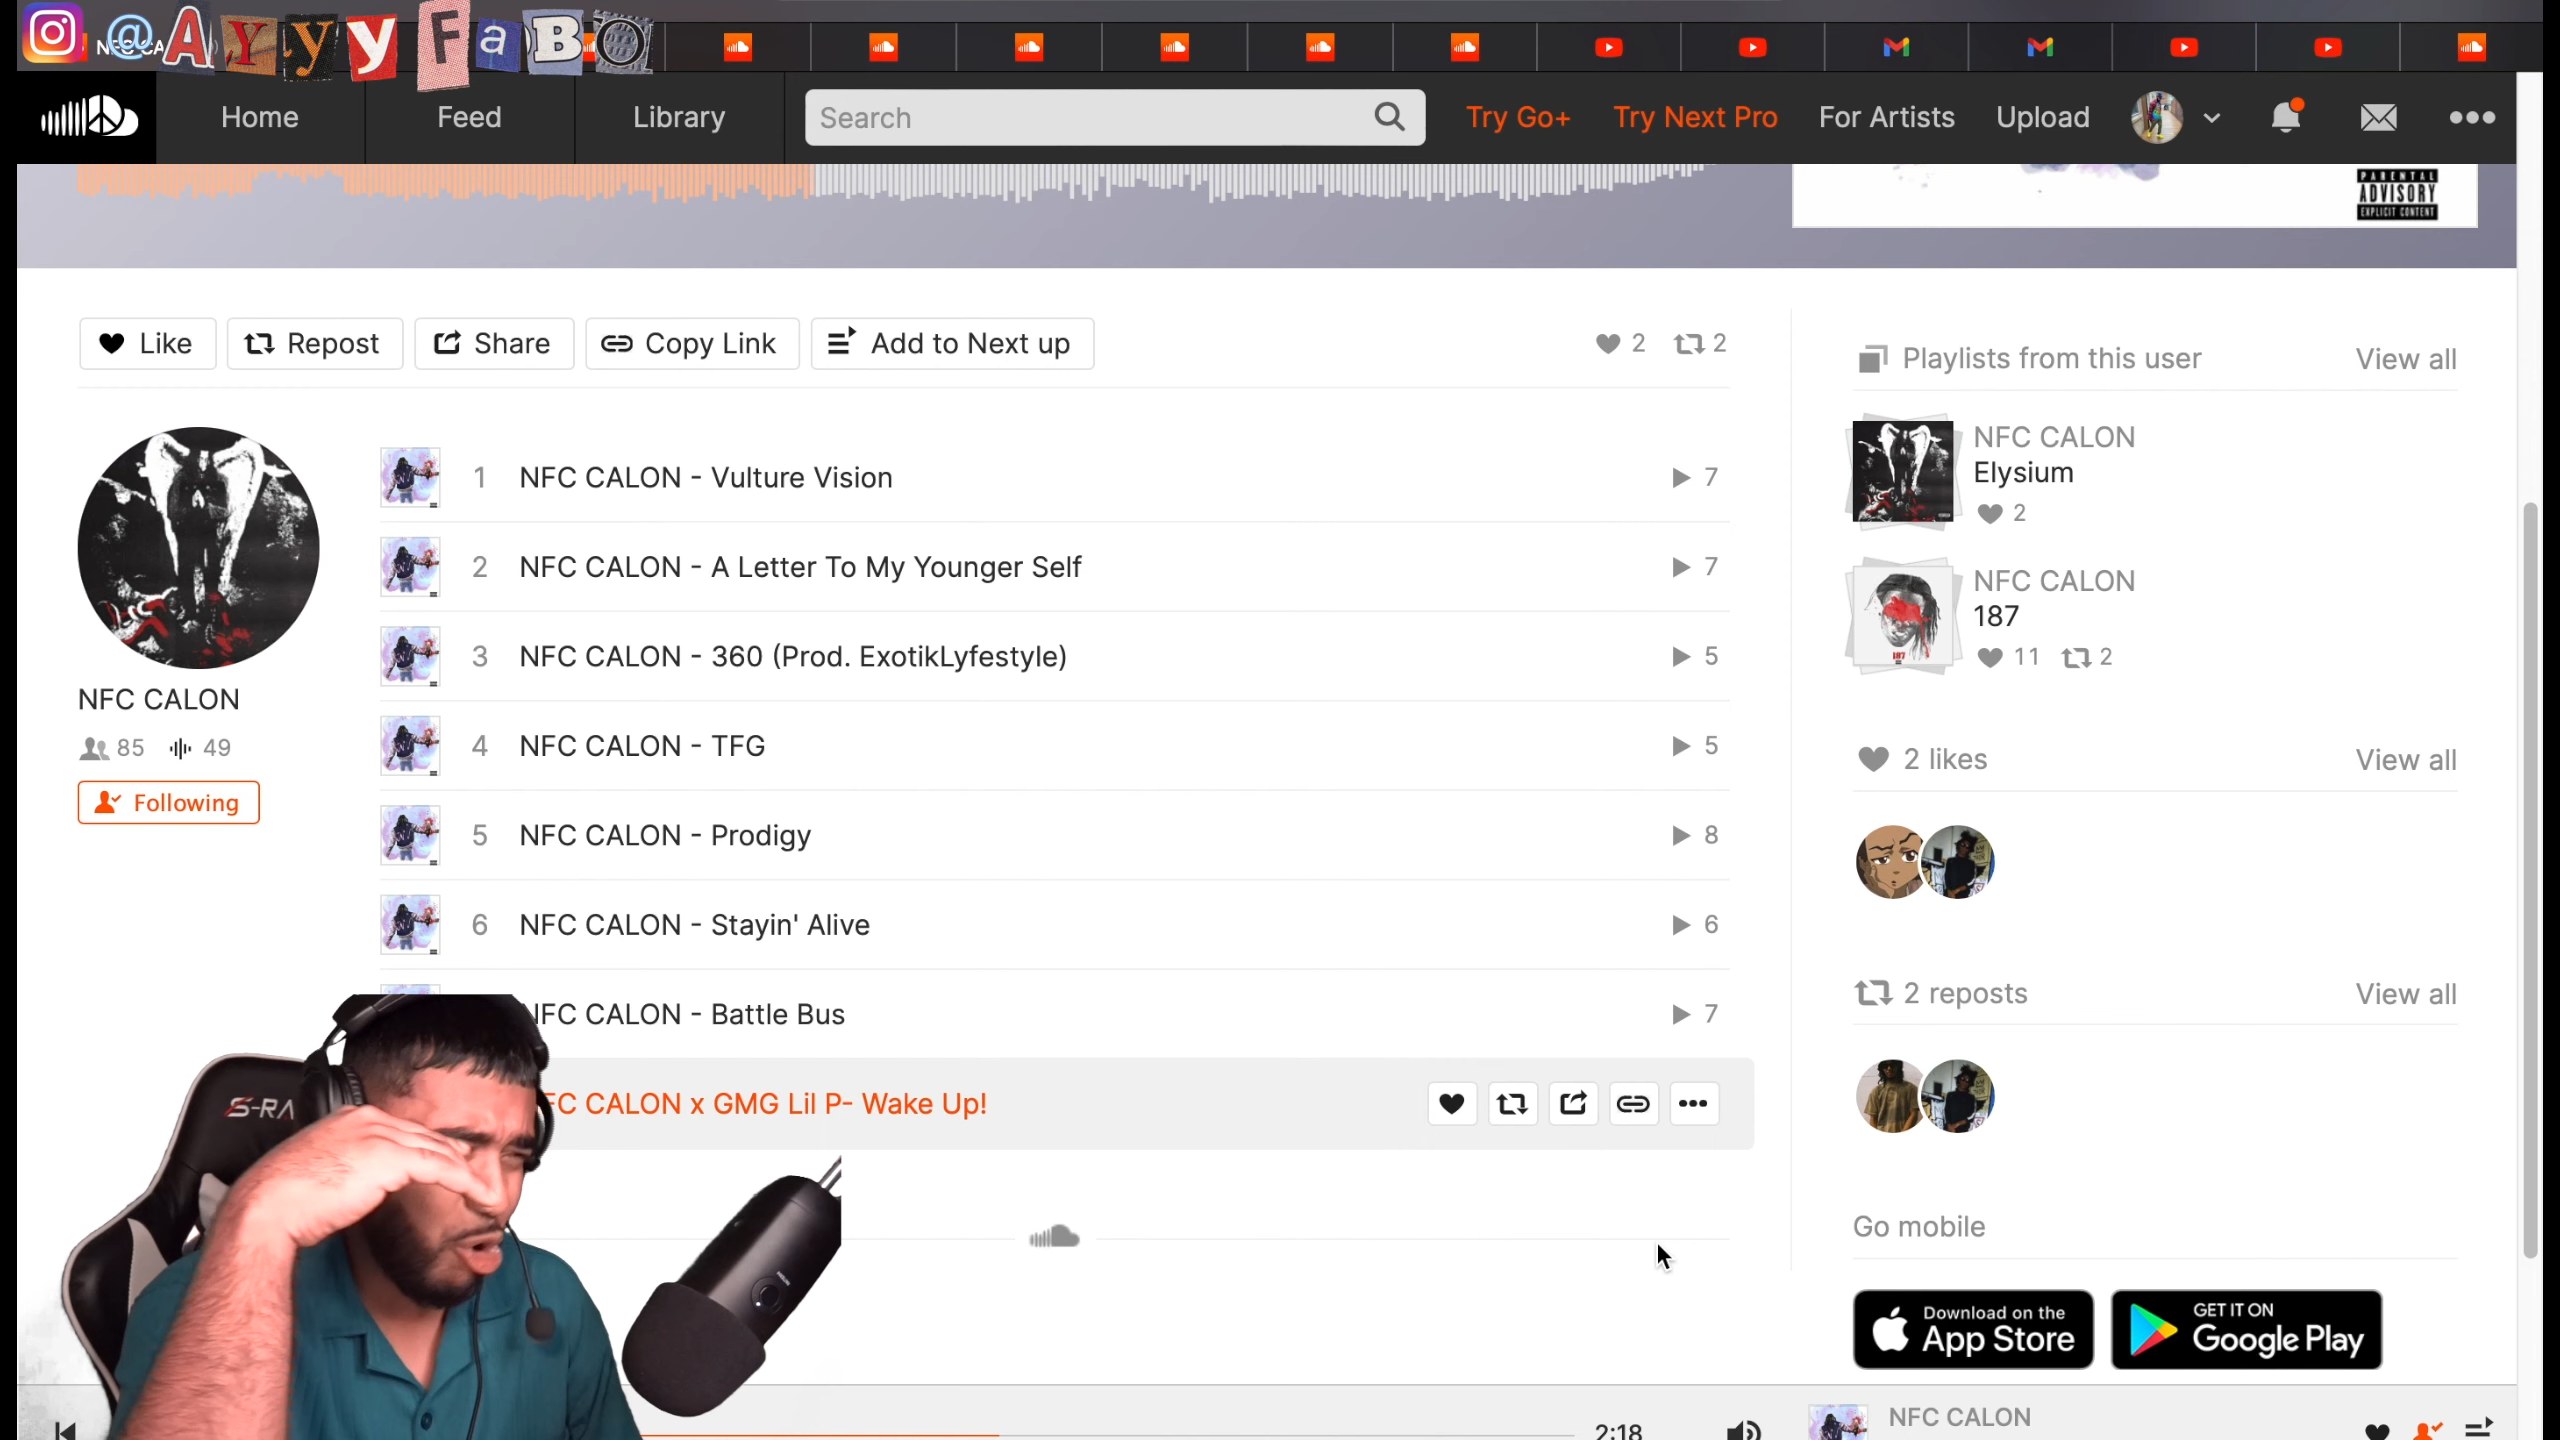 @AyyyFaBO
Home
Feed
Library
Search
Try Go+
Try Next Pro
For Artists
Upload
PARENTAL
ADVISORY
EXPLICIT CONTENT
Like
Repost
Share
Copy Link
Add to Next up
2
2
NFC CALON
85
49
Following
1 NFC CALON - Vulture Vision 7
2 NFC CALON - A Letter To My Younger Self 7
3 NFC CALON - 360 (Prod. ExotikLyfestyle) 5
4 NFC CALON - TFG 5
5 NFC CALON - Prodigy 8
6 NFC CALON - Stayin' Alive 6
NFC CALON - Battle Bus 7
FC CALON x GMG Lil P- Wake Up!
Playlists from this user
View all
NFC CALON
Elysium
2
NFC CALON
187
11 2
187
2 likes
View all
2 reposts
View all
Go mobile
Download on the
App Store
GET IT ON
Google Play
S-RA
2:18
NFC CALON